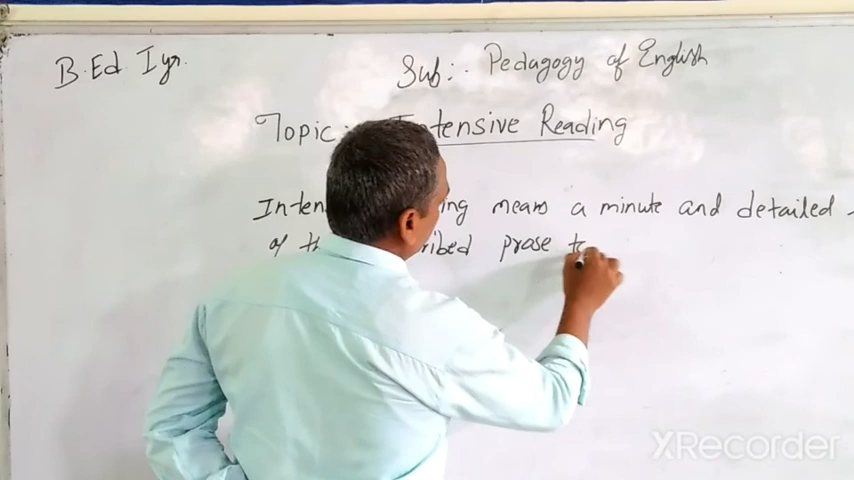 B.Ed I yr.
Sub:. Pedagogy of English
Topic: Intensive Reading
Inten ing means a minute and detailed
of th ribed prose te
XRecorder